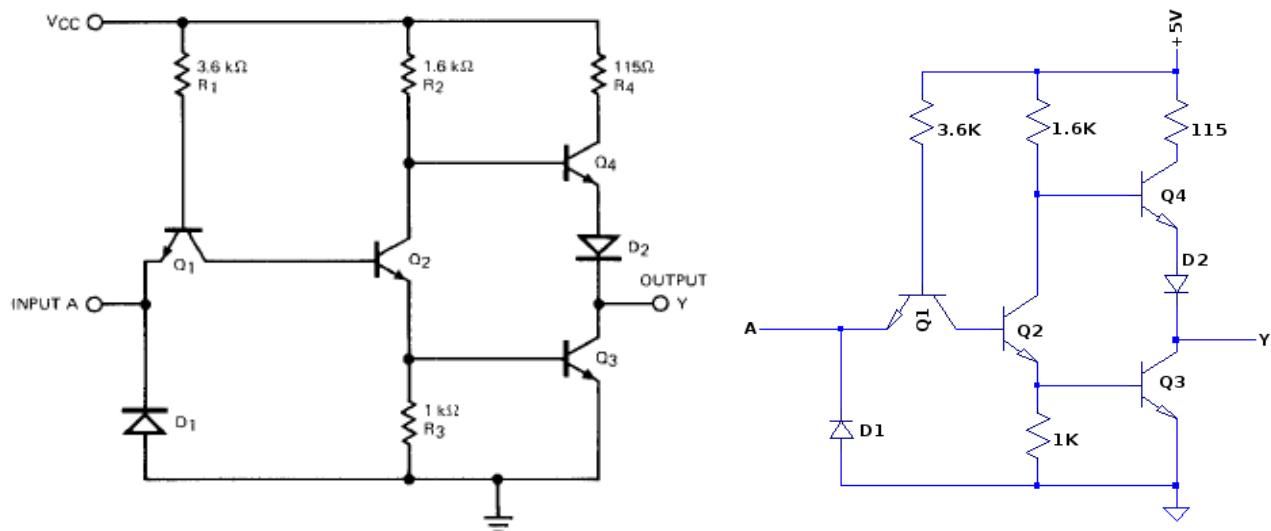 VCC
3.6 kΩ
R1
1.6 kΩ
R2
115Ω
R4
Q4
Q1
Q2
D2
OUTPUT
INPUT A
Y
Q3
D1
1 kΩ
R3
+5V
3.6K
1.6K
115
Q4
D2
A
Q1
Q2
Y
Q3
D1
1K